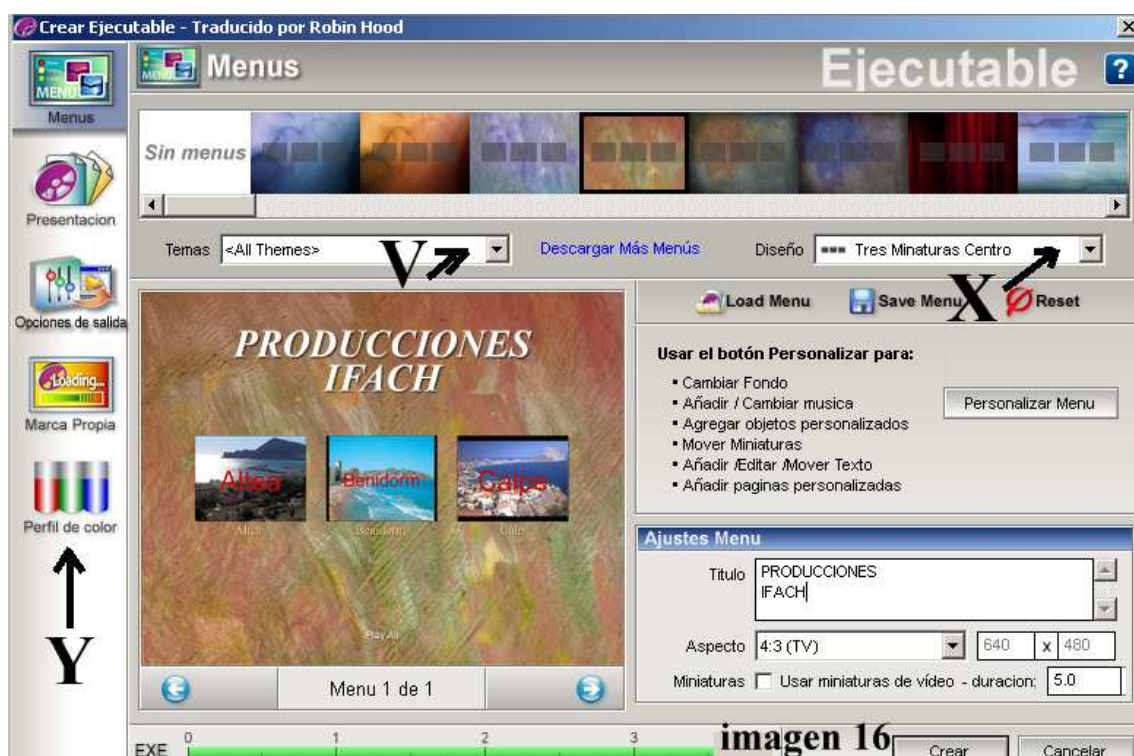 Crear Ejecutable - Traducido por Robin Hood
MENU
Menus
Menus
Ejecutable
?
Sin menus
Presentacion
Temas <All Themes> V Descargar Más Menús Diseño Tres Minaturas Centro
X
Opciones de salida
Load Menu Save Menu Reset
PRODUCCIONES
IFACH
Usar el botón Personalizar para:
▪ Cambiar Fondo
▪ Añadir / Cambiar musica
▪ Agregar objetos personalizados
▪ Mover Miniaturas
▪ Añadir /Editar /Mover Texto
▪ Añadir paginas personalizadas
Personalizar Menu
Loading...
Marca Propia
Altea Benidorm Calpe
Altea Benidorm Calp
Perfil de color
Y
Play All
Menu 1 de 1
Ajustes Menu
Titulo PRODUCCIONES
IFACH
Aspecto 4:3 (TV) 640 x 480
Miniaturas Usar miniaturas de vídeo - duracion: 5.0
EXE 0 1 2 3
imagen 16
Crear Cancelar